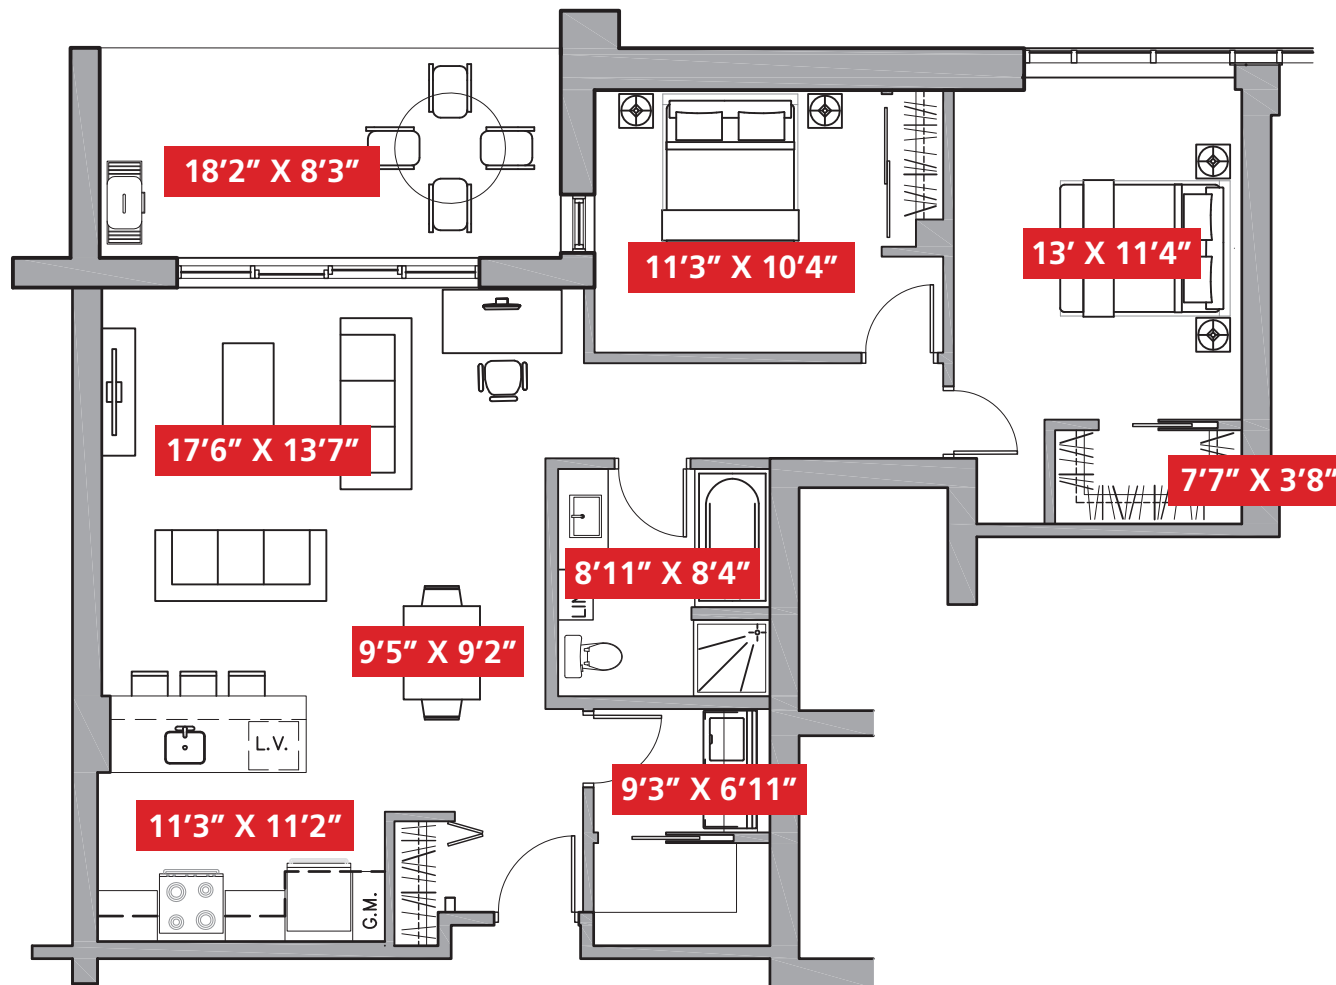 18’2” X 8’3”
11’3” X 10’4”
13’ X 11’4”
17’6” X 13’7”
7’7” X 3’8”
8’11” X 8’4”
9’5” X 9’2”
L.V.
9’3” X 6’11”
11’3” X 11’2”
G.M.